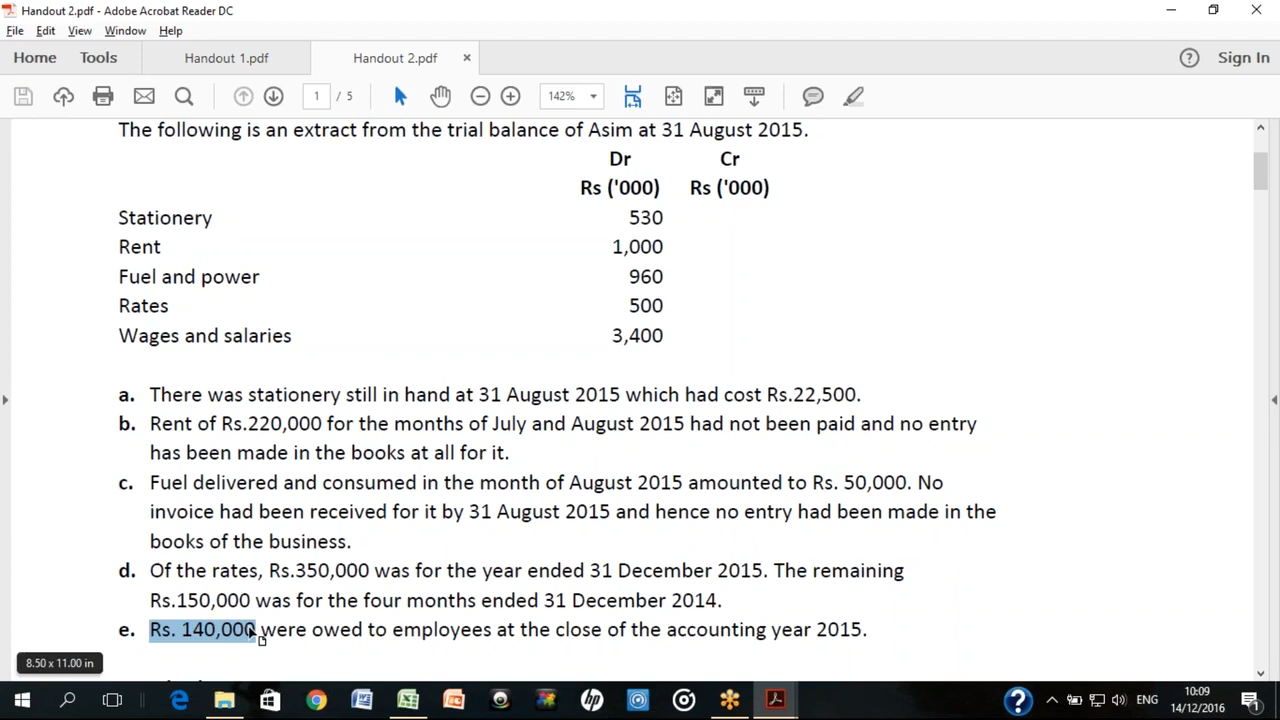 Handout 2.pdf - Adobe Acrobat Reader DC
File Edit View Window Help
Home Tools Handout 1.pdf Handout 2.pdf × ? Sign In
1 / 5 142%
The following is an extract from the trial balance of Asim at 31 August 2015.
Dr Cr
Rs ('000) Rs ('000)
Stationery 530
Rent 1,000
Fuel and power 960
Rates 500
Wages and salaries 3,400
a. There was stationery still in hand at 31 August 2015 which had cost Rs.22,500.
b. Rent of Rs.220,000 for the months of July and August 2015 had not been paid and no entry
has been made in the books at all for it.
c. Fuel delivered and consumed in the month of August 2015 amounted to Rs. 50,000. No
invoice had been received for it by 31 August 2015 and hence no entry had been made in the
books of the business.
d. Of the rates, Rs.350,000 was for the year ended 31 December 2015. The remaining
Rs.150,000 was for the four months ended 31 December 2014.
e. Rs. 140,000 were owed to employees at the close of the accounting year 2015.
8.50 x 11.00 in
hp ? ENG 10:09
14/12/2016 1